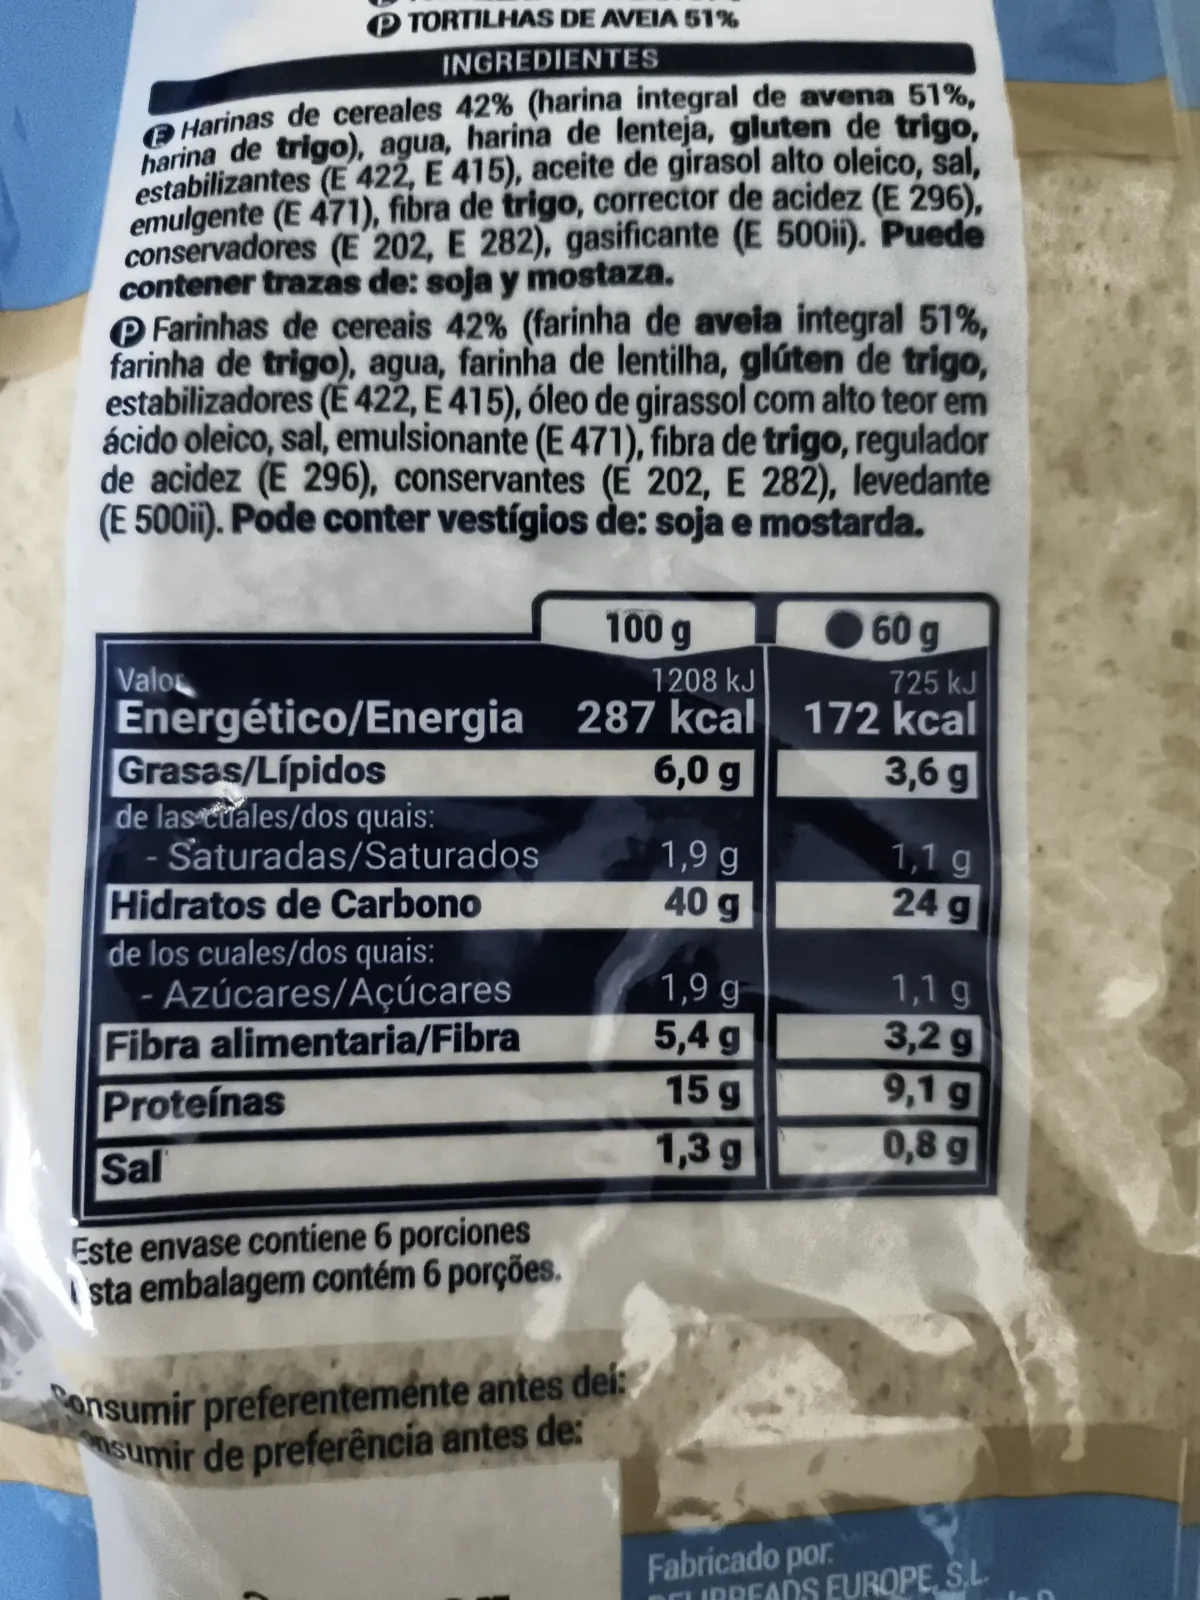 Ⓟ TORTILHAS DE AVEIA 51%
INGREDIENTES
Ⓔ Harinas de cereales 42% (harina integral de avena 51%,
harina de trigo), agua, harina de lenteja, gluten de trigo,
estabilizantes (E 422, E 415), aceite de girasol alto oleico, sal,
emulgente (E 471), fibra de trigo, corrector de acidez (E 296),
conservadores (E 202, E 282), gasificante (E 500ii). Puede
contener trazas de: soja y mostaza.
Ⓟ Farinhas de cereais 42% (farinha de aveia integral 51%,
farinha de trigo), agua, farinha de lentilha, glúten de trigo,
estabilizadores (E 422, E 415), óleo de girassol com alto teor em
ácido oleico, sal, emulsionante (E 471), fibra de trigo, regulador
de acidez (E 296), conservantes (E 202, E 282), levedante
(E 500ii). Pode conter vestígios de: soja e mostarda.
100 g 60 g
Valor 1208 kJ 725 kJ
Energético/Energia 287 kcal 172 kcal
Grasas/Lípidos 6,0 g 3,6 g
de las cuales/dos quais:
- Saturadas/Saturados 1,9 g 1,1 g
Hidratos de Carbono 40 g 24 g
de los cuales/dos quais:
- Azúcares/Açúcares 1,9 g 1,1 g
Fibra alimentaria/Fibra 5,4 g 3,2 g
Proteínas 15 g 9,1 g
Sal 1,3 g 0,8 g
Este envase contiene 6 porciones
Esta embalagem contém 6 porções.
Consumir preferentemente antes del:
Consumir de preferência antes de:
Fabricado por:
EUROPE, S.L.